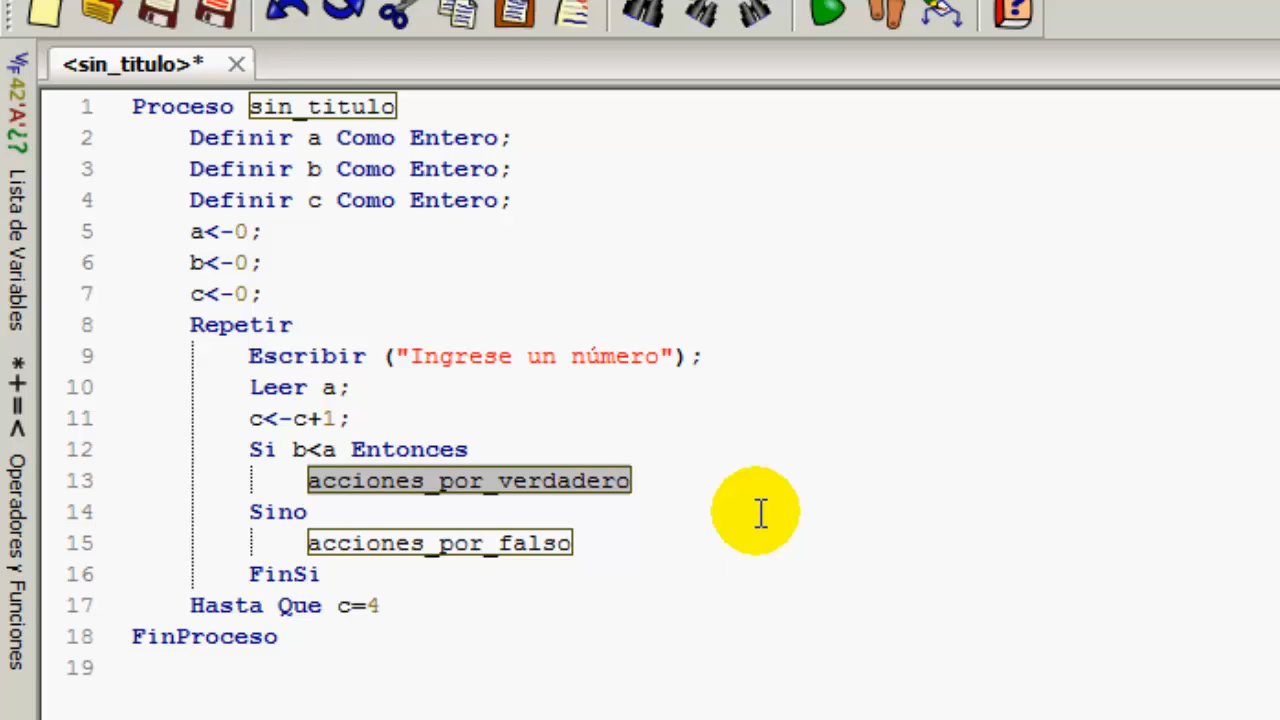 <sin_titulo>*
1 Proceso sin_titulo
2 Definir a Como Entero;
3 Definir b Como Entero;
4 Definir c Como Entero;
5 a<-0;
6 b<-0;
7 c<-0;
8 Repetir
9 Escribir ("Ingrese un número");
10 Leer a;
11 c<-c+1;
12 Si b<a Entonces
13 acciones_por_verdadero
14 Sino
15 acciones_por_falso
16 FinSi
17 Hasta Que c=4
18 FinProceso
19
V/F 42 'A' ¿?
Lista de Variables
*+=<
Operadores y Funciones